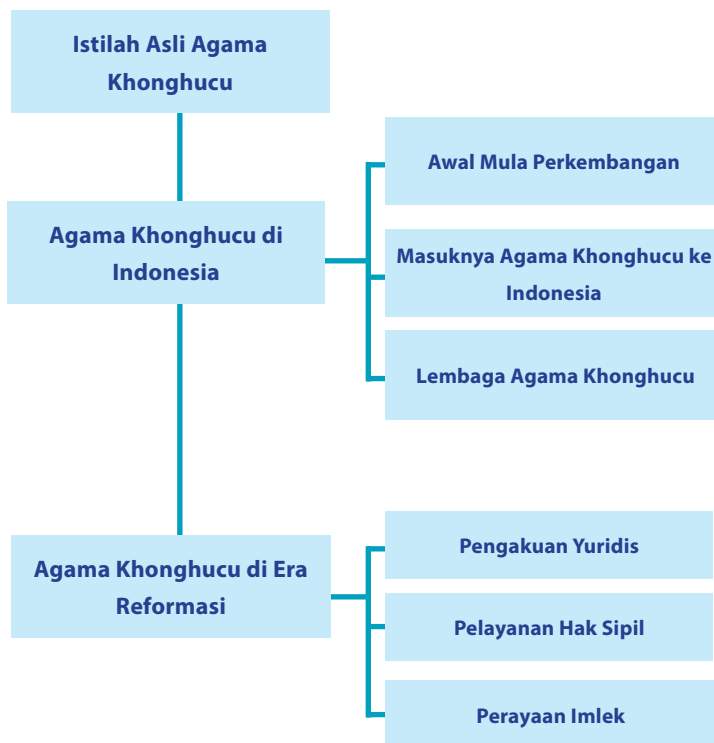 Istilah Asli Agama
Khonghucu
Agama Khonghucu di
Indonesia
Awal Mula Perkembangan
Masuknya Agama Khonghucu ke
Indonesia
Lembaga Agama Khonghucu
Agama Khonghucu di Era
Reformasi
Pengakuan Yuridis
Pelayanan Hak Sipil
Perayaan Imlek